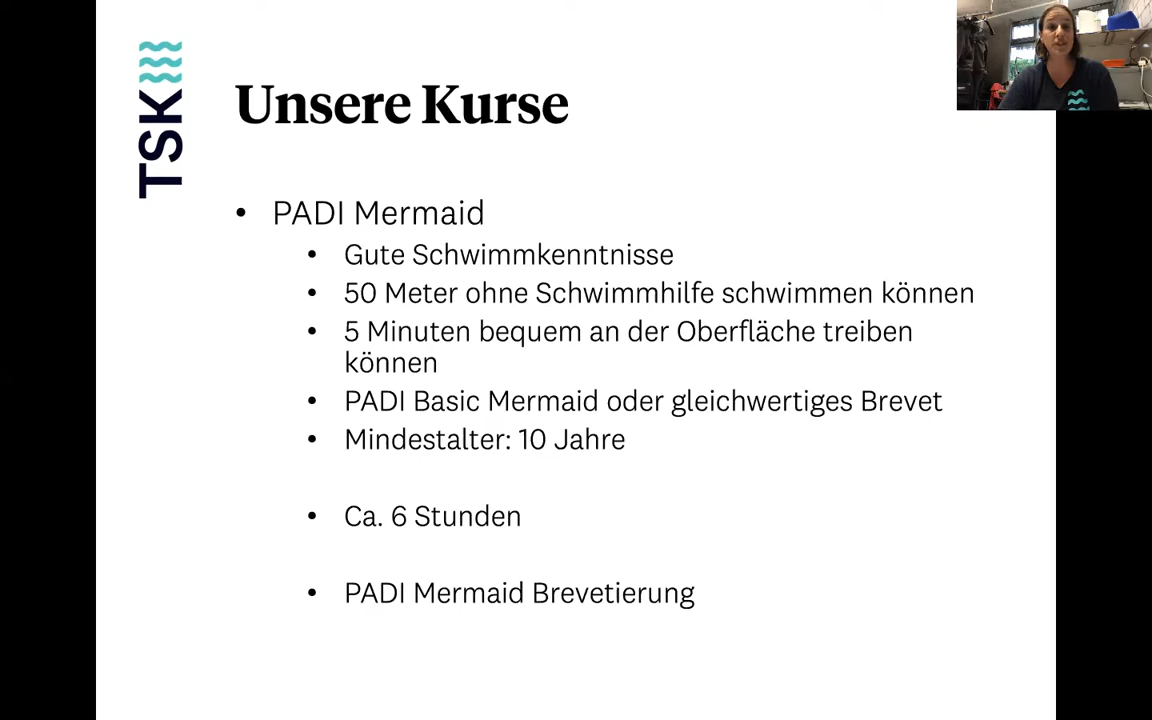 TSK
Unsere Kurse
• PADI Mermaid
• Gute Schwimmkenntnisse
• 50 Meter ohne Schwimmhilfe schwimmen können
• 5 Minuten bequem an der Oberfläche treiben
können
• PADI Basic Mermaid oder gleichwertiges Brevet
• Mindestalter: 10 Jahre
• Ca. 6 Stunden
• PADI Mermaid Brevetierung